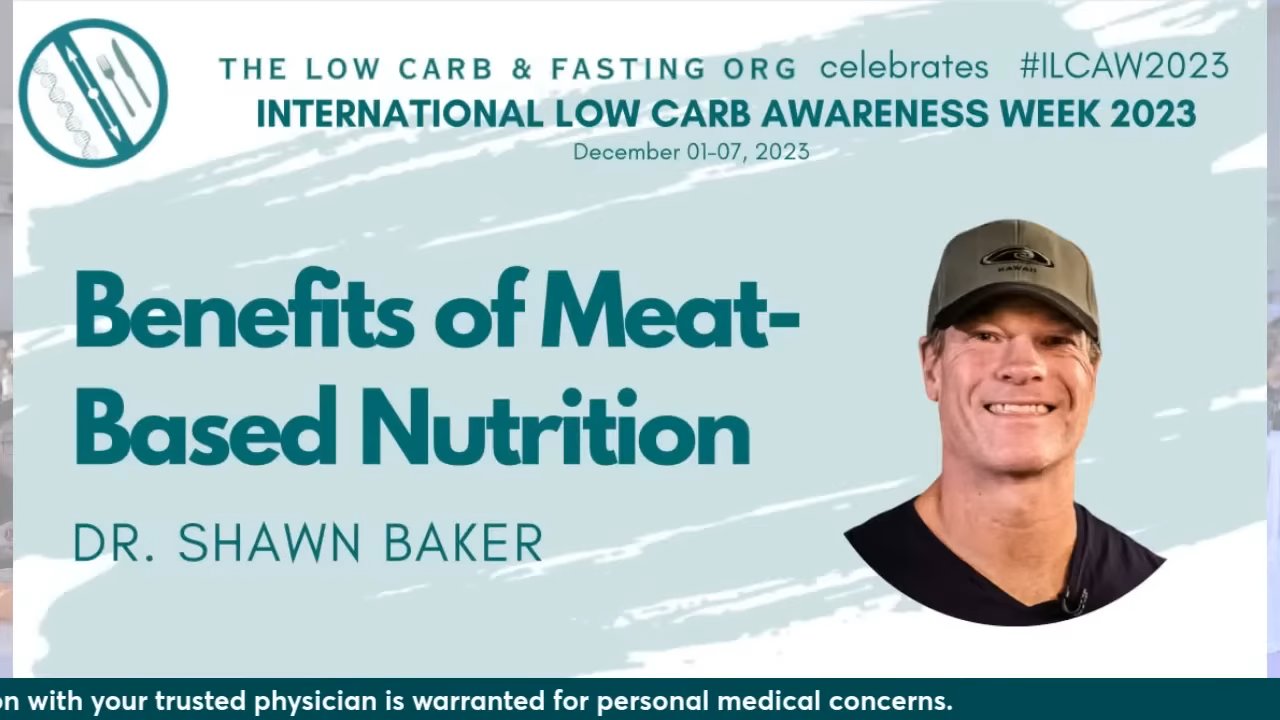 THE LOW CARB & FASTING ORG celebrates #ILCAW2023
INTERNATIONAL LOW CARB AWARENESS WEEK 2023
December 01-07, 2023
KAWAII
Benefits of Meat-
Based Nutrition
DR. SHAWN BAKER
with your trusted physician is warranted for personal medical concerns.